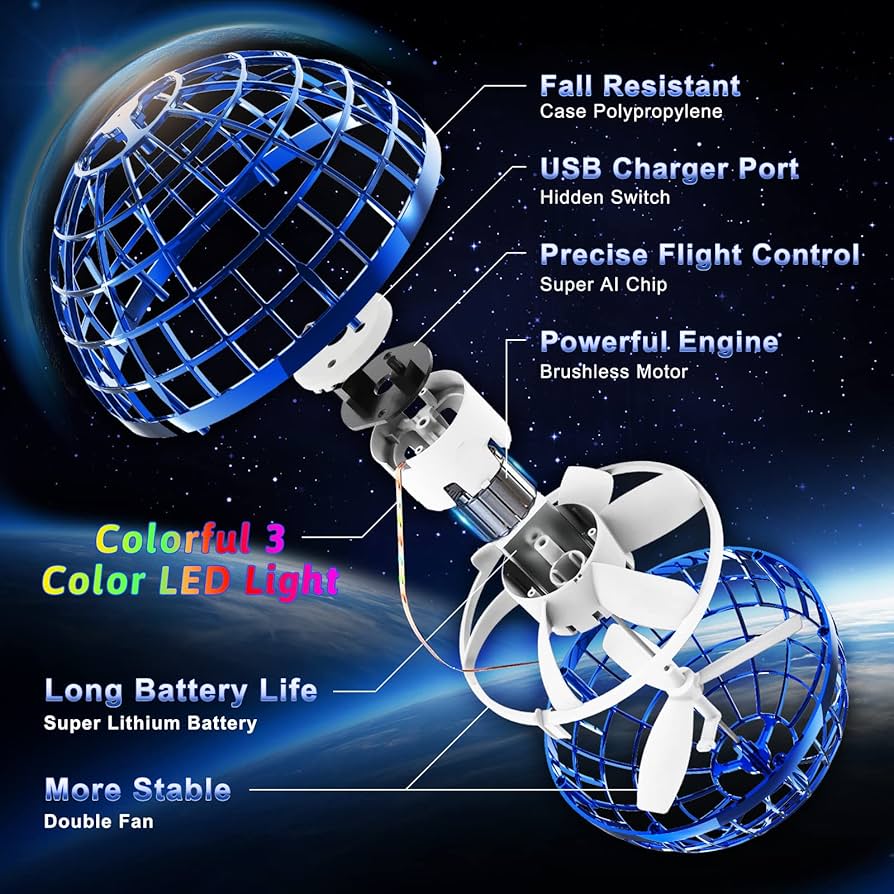 Fall Resistant
Case Polypropylene
USB Charger Port
Hidden Switch
Precise Flight Control
Super AI Chip
Powerful Engine
Brushless Motor
Colorful 3
Color LED Light
Long Battery Life
Super Lithium Battery
More Stable
Double Fan